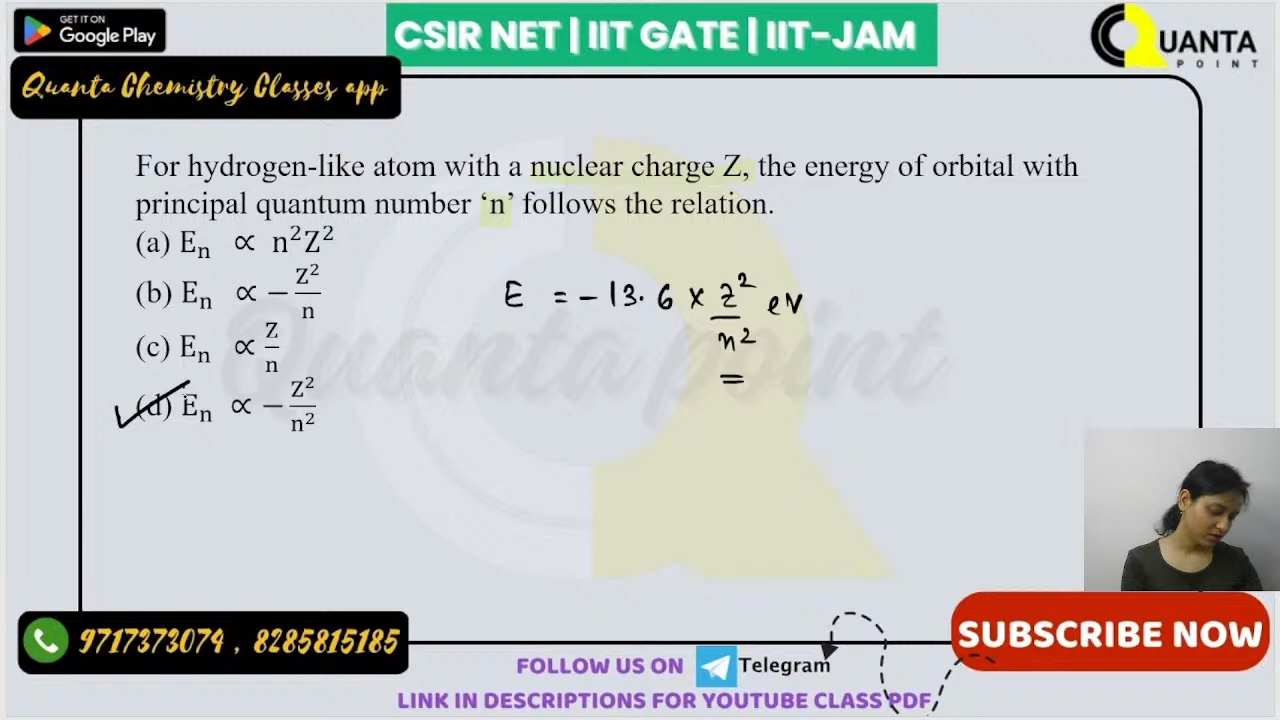 GET IT ON
Google Play
CSIR NET | IIT GATE | IIT-JAM
QUANTA
POINT
Quanta Chemistry Classes app
For hydrogen-like atom with a nuclear charge Z, the energy of orbital with
principal quantum number ‘n’ follows the relation.
(a) Eₙ ∝ n²Z²
(b) Eₙ ∝ − Z²/n
(c) Eₙ ∝ Z/n
(d) Eₙ ∝ − Z²/n²
E = -13.6 × Z²/n² eV
=
Quanta point
9717373074 , 8285815185
SUBSCRIBE NOW
FOLLOW US ON Telegram
LINK IN DESCRIPTIONS FOR YOUTUBE CLASS PDF